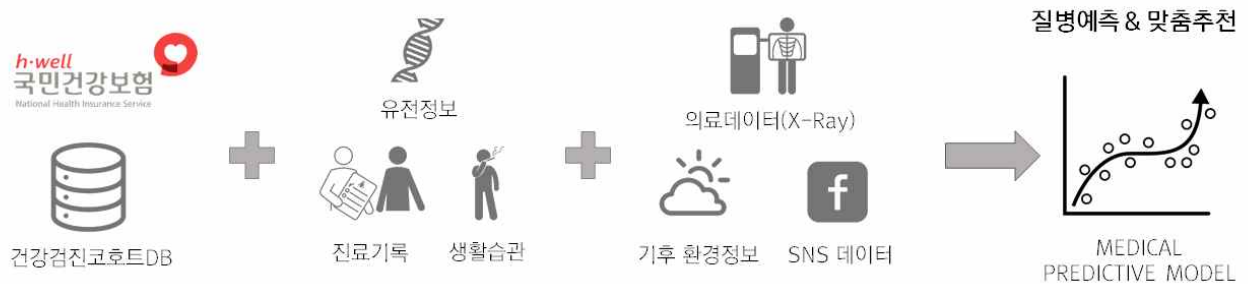 h·well
국민건강보험
National Health Insurance Service
건강검진코호트DB
유전정보
진료기록
생활습관
의료데이터(X-Ray)
기후 환경정보
f
SNS 데이터
질병예측 & 맞춤추천
MEDICAL
PREDICTIVE MODEL